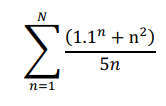 N
∑ (1.1ⁿ + n²) / 5n
n=1